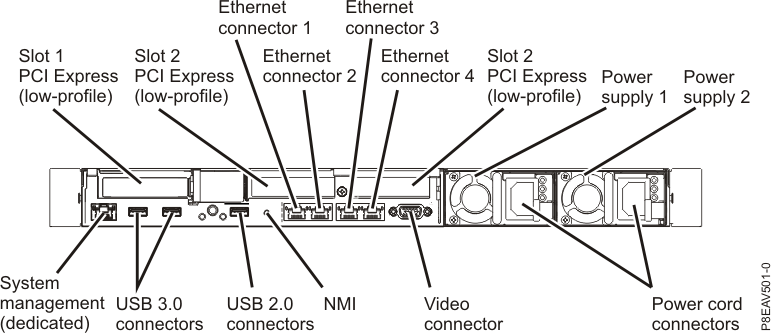 Ethernet
connector 1
Ethernet
connector 3
Slot 1
PCI Express
(low-profile)
Slot 2
PCI Express
(low-profile)
Ethernet
connector 2
Ethernet
connector 4
Slot 2
PCI Express
(low-profile)
Power
supply 1
Power
supply 2
System
management
(dedicated)
USB 3.0
connectors
USB 2.0
connectors
NMI
Video
connector
Power cord
connectors
F8EAV501-0